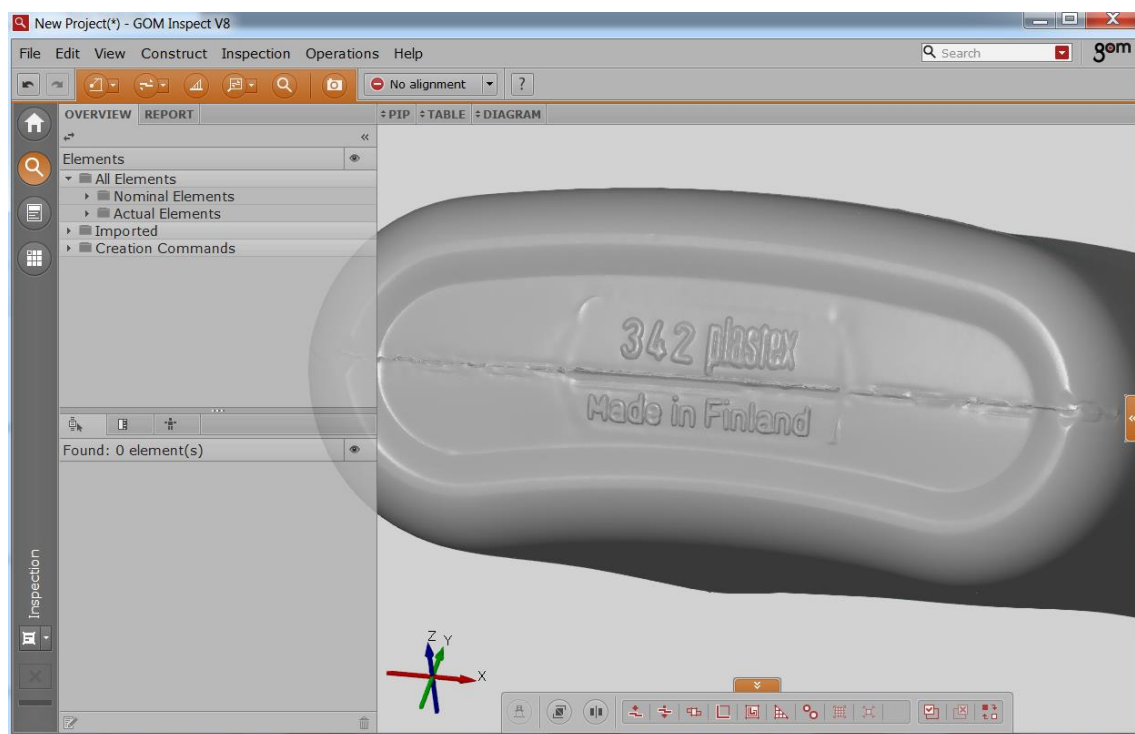 New Project(*) - GOM Inspect V8
File Edit View Construct Inspection Operations Help
Search
gom
No alignment
?
OVERVIEW REPORT
PIP TABLE DIAGRAM
Elements
All Elements
Nominal Elements
Actual Elements
Imported
Creation Commands
342 plastex
Made in Finland
Found: 0 element(s)
Inspection
Z Y
X